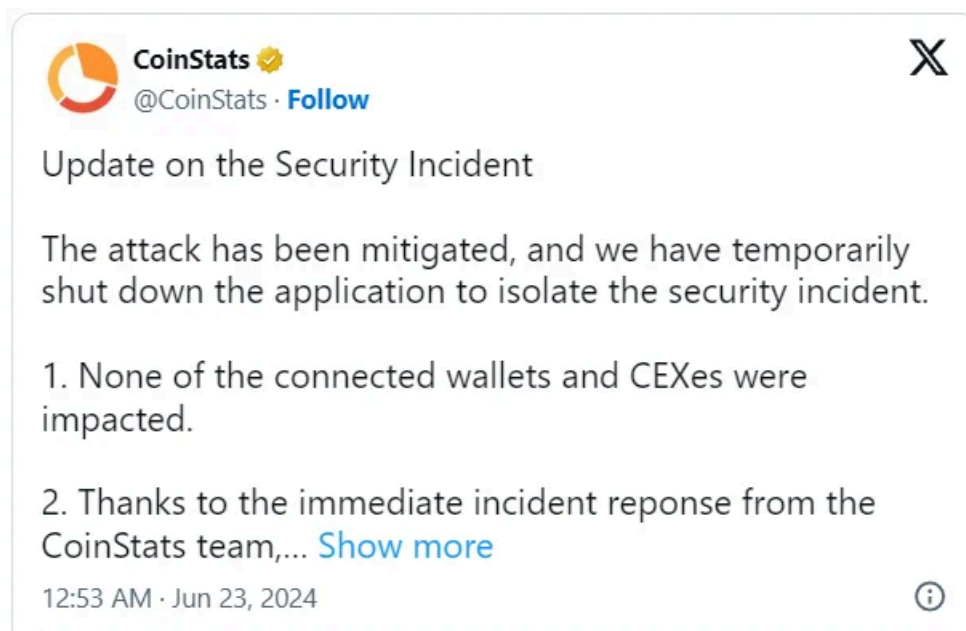 CoinStats
@CoinStats · Follow
Update on the Security Incident
The attack has been mitigated, and we have temporarily
shut down the application to isolate the security incident.
1. None of the connected wallets and CEXes were
impacted.
2. Thanks to the immediate incident reponse from the
CoinStats team,... Show more
12:53 AM · Jun 23, 2024